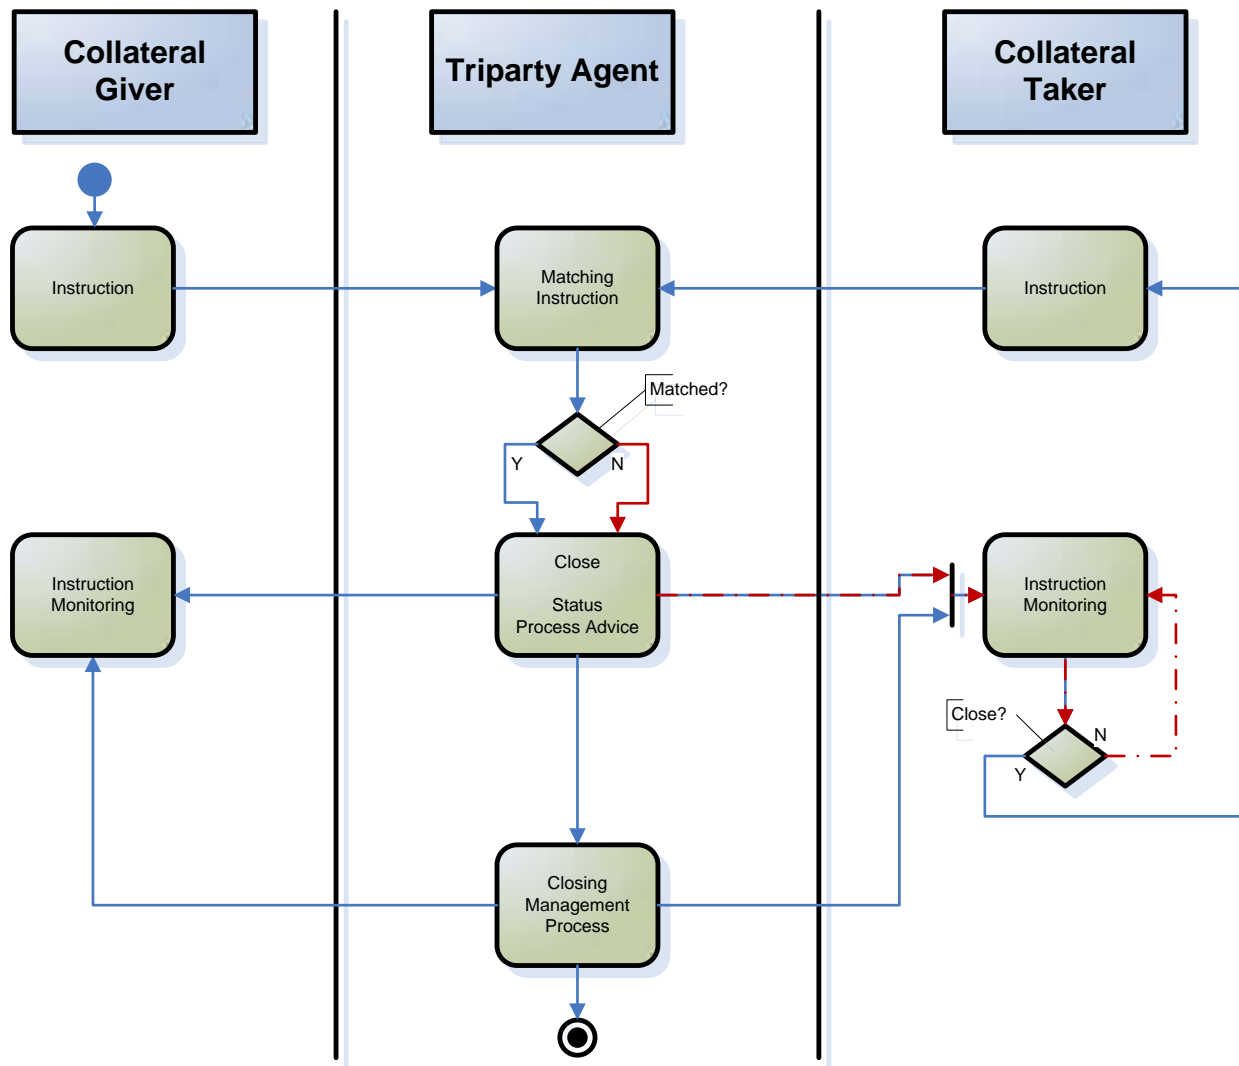 Collateral
Giver
Triparty Agent
Collateral
Taker
Instruction
Matching
Instruction
Instruction
Matched?
Y
N
Instruction
Monitoring
Close
Status
Process Advice
Instruction
Monitoring
Close?
N
Y
Closing
Management
Process